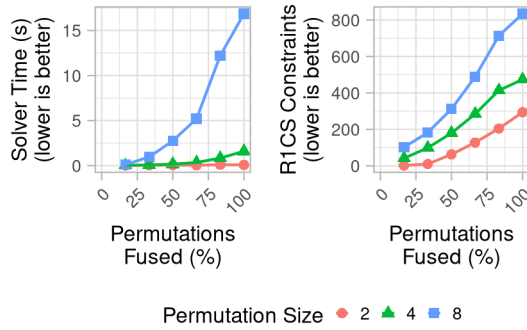 Solver Time (s)
(lower is better)
15
10
5
0
0
25
50
75
100
Permutations
Fused (%)
R1CS Constraints
(lower is better)
800
600
400
200
0
0
25
50
75
100
Permutations
Fused (%)
Permutation Size 2 4 8